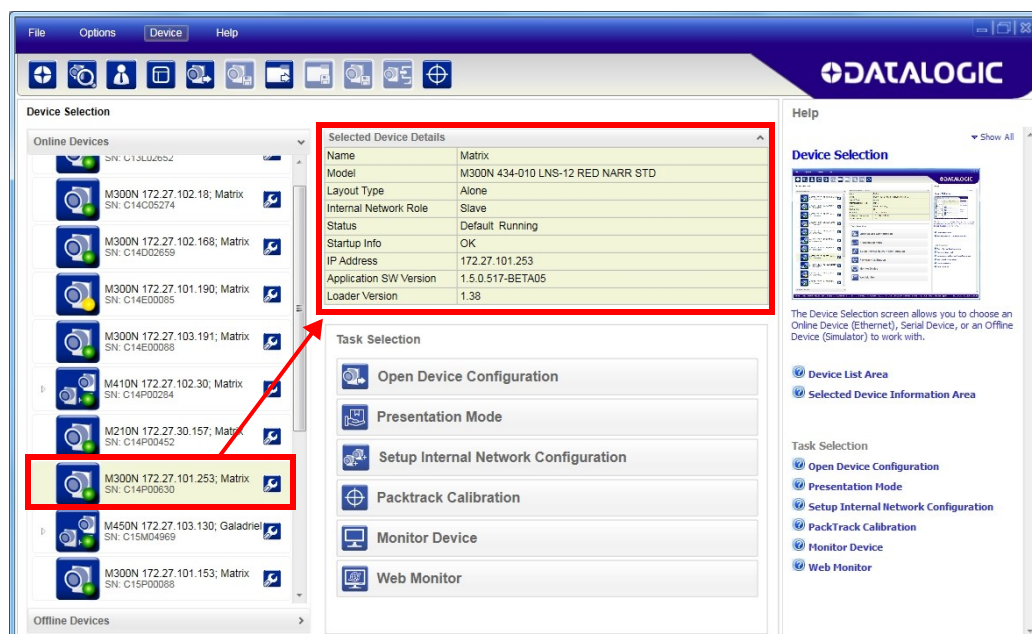 File Options Device Help
DATALOGIC
Device Selection
Online Devices
SN: C13L02652
M300N 172.27.102.18; Matrix
SN: C14C05274
M300N 172.27.102.168; Matrix
SN: C14D02659
M300N 172.27.101.190; Matrix
SN: C14E00085
M300N 172.27.103.191; Matrix
SN: C14E00088
M410N 172.27.102.30; Matrix
SN: C14P00284
M210N 172.27.30.157; Matrix
SN: C14P00452
M300N 172.27.101.253; Matrix
SN: C14P00630
M450N 172.27.103.130; Galadriel
SN: C15M04969
M300N 172.27.101.153; Matrix
SN: C15P00088
Offline Devices
Selected Device Details
Name Matrix
Model M300N 434-010 LNS-12 RED NARR STD
Layout Type Alone
Internal Network Role Slave
Status Default Running
Startup Info OK
IP Address 172.27.101.253
Application SW Version 1.5.0.517-BETA05
Loader Version 1.38
Task Selection
Open Device Configuration
Presentation Mode
Setup Internal Network Configuration
Packtrack Calibration
Monitor Device
Web Monitor
Help
Show All
Device Selection
The Device Selection screen allows you to choose an
Online Device (Ethernet), Serial Device, or an Offline
Device (Simulator) to work with.
Device List Area
Selected Device Information Area
Task Selection
Open Device Configuration
Presentation Mode
Setup Internal Network Configuration
PackTrack Calibration
Monitor Device
Web Monitor